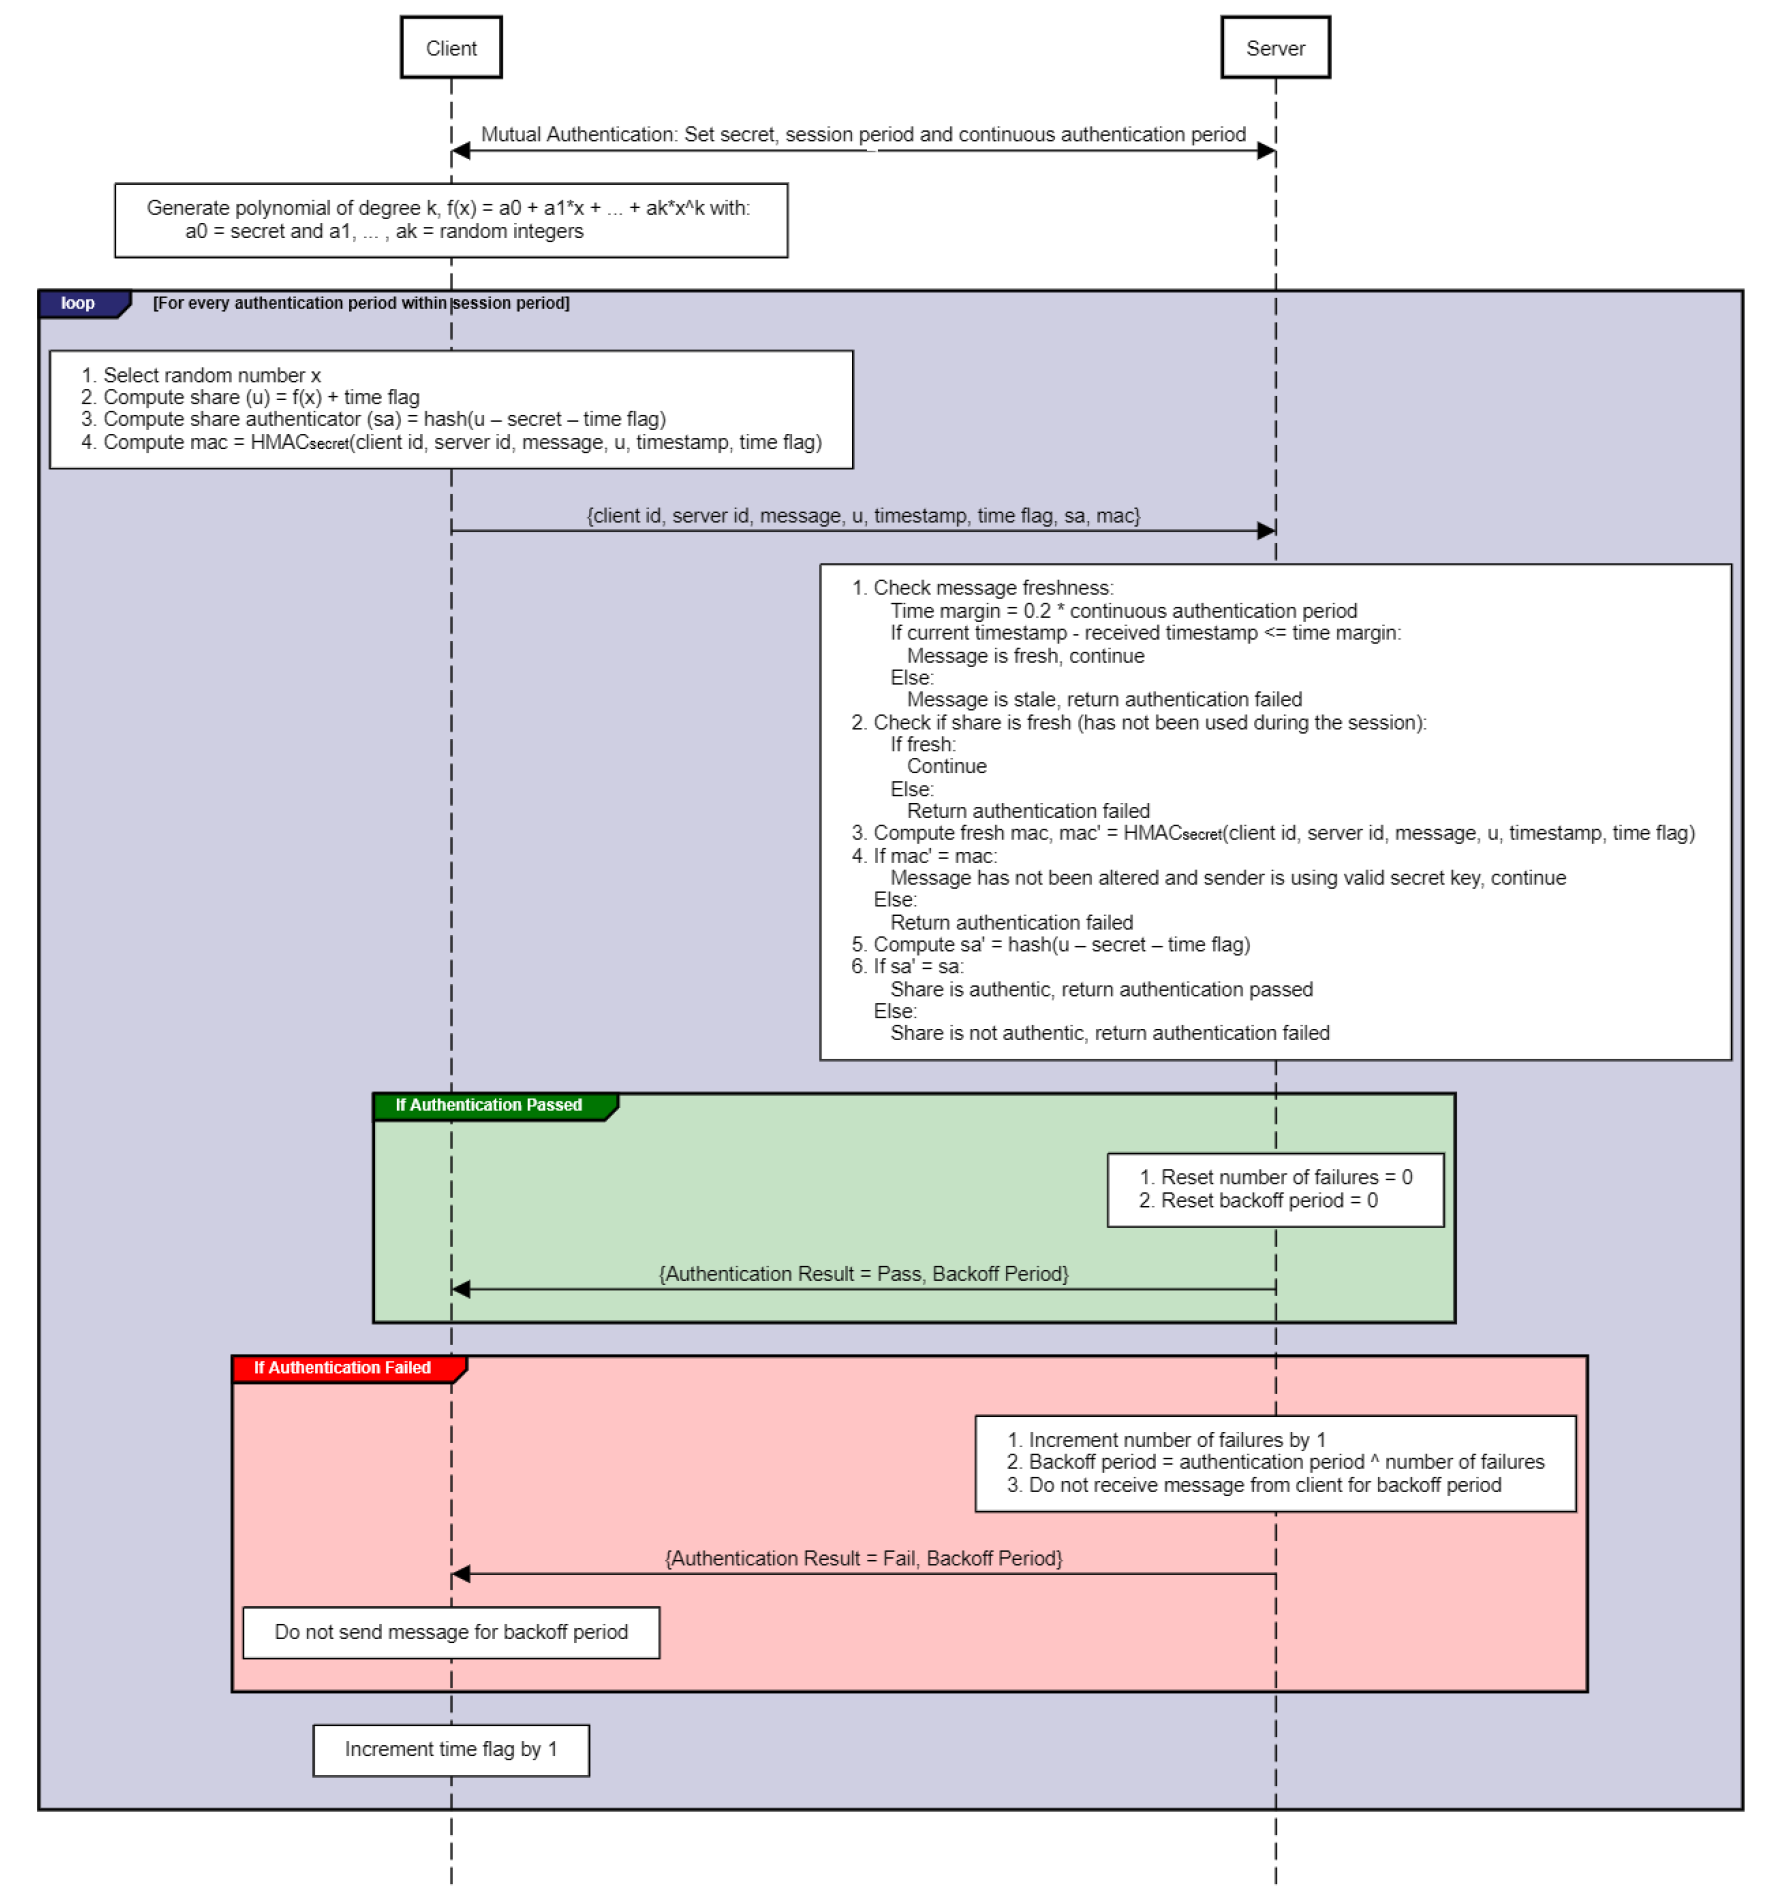 Client
Server
Mutual Authentication: Set secret, session period and continuous authentication period
Generate polynomial of degree k, f(x) = a0 + a1*x + ... + ak*x^k with:
a0 = secret and a1, ... , ak = random integers
loop [For every authentication period within session period]
1. Select random number x
2. Compute share (u) = f(x) + time flag
3. Compute share authenticator (sa) = hash(u – secret – time flag)
4. Compute mac = HMACsecret(client id, server id, message, u, timestamp, time flag)
{client id, server id, message, u, timestamp, time flag, sa, mac}
1. Check message freshness:
Time margin = 0.2 * continuous authentication period
If current timestamp - received timestamp <= time margin:
Message is fresh, continue
Else:
Message is stale, return authentication failed
2. Check if share is fresh (has not been used during the session):
If fresh:
Continue
Else:
Return authentication failed
3. Compute fresh mac, mac' = HMACsecret(client id, server id, message, u, timestamp, time flag)
4. If mac' = mac:
Message has not been altered and sender is using valid secret key, continue
Else:
Return authentication failed
5. Compute sa' = hash(u – secret – time flag)
6. If sa' = sa:
Share is authentic, return authentication passed
Else:
Share is not authentic, return authentication failed
If Authentication Passed
1. Reset number of failures = 0
2. Reset backoff period = 0
{Authentication Result = Pass, Backoff Period}
If Authentication Failed
1. Increment number of failures by 1
2. Backoff period = authentication period ^ number of failures
3. Do not receive message from client for backoff period
{Authentication Result = Fail, Backoff Period}
Do not send message for backoff period
Increment time flag by 1